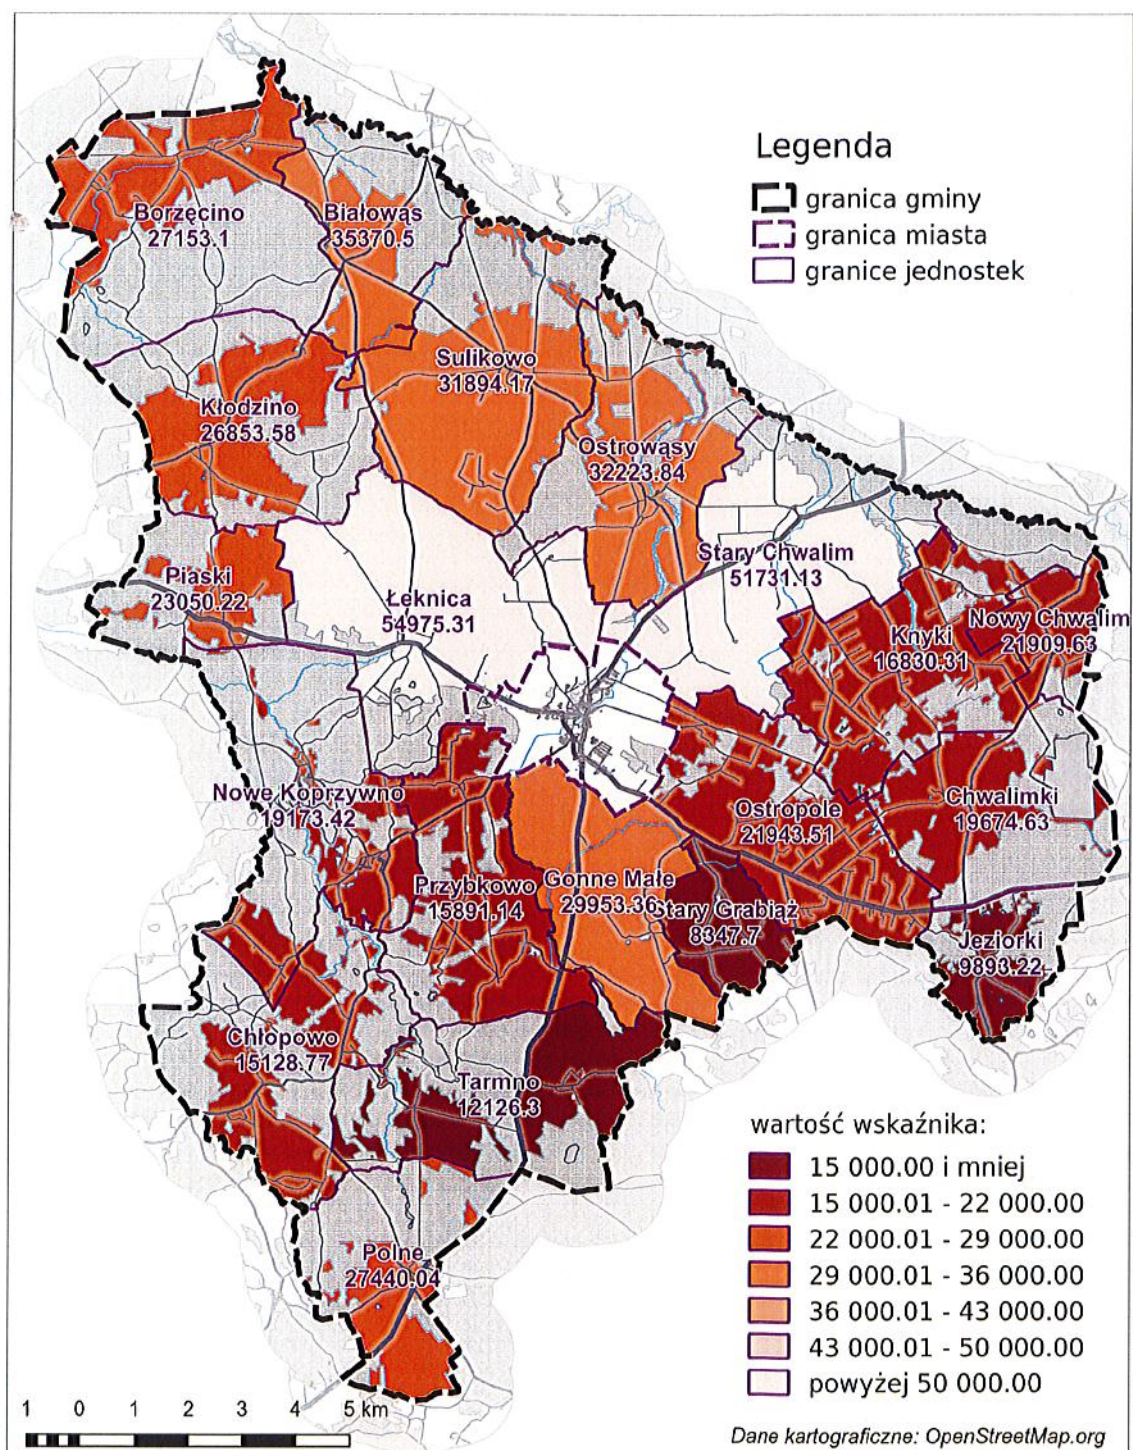 Legenda
granica gminy
granica miasta
granice jednostek
Borzęcino
27153.1
Białowąs
35370.5
Sulikowo
31894.17
Kłodzino
26853.58
Ostrowąsy
32223.84
Stary Chwalim
51731.13
Piaski
23050.22
Łeknica
54975.31
Knyki
16830.31
Nowy Chwalim
21909.63
Nowe Koprzywno
19173.42
Ostropole
21943.51
Chwalimki
19674.63
Przybkowo
15891.14
Gonne Małe
29953.36
Stary Grabiąż
8347.7
Jeziorki
9893.22
Chłopowo
15128.77
Tarmno
12126.3
Polne
27440.04
wartość wskaźnika:
15 000.00 i mniej
15 000.01 - 22 000.00
22 000.01 - 29 000.00
29 000.01 - 36 000.00
36 000.01 - 43 000.00
43 000.01 - 50 000.00
powyżej 50 000.00
1 0 1 2 3 4 5 km
Dane kartograficzne: OpenStreetMap.org